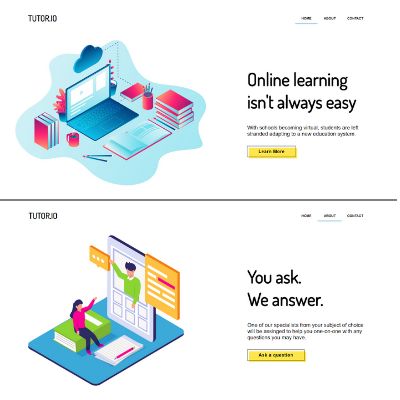 TUTOR.IO
HOME ABOUT CONTACT
Online learning
isn't always easy
With schools becoming virtual, students are left
stranded adapting to a new education system.
Learn More
TUTOR.IO
HOME ABOUT CONTACT
You ask.
We answer.
One of our specialists from your subject of choice
will be assinged to help you one-on-one with any
questions you may have.
Ask a question